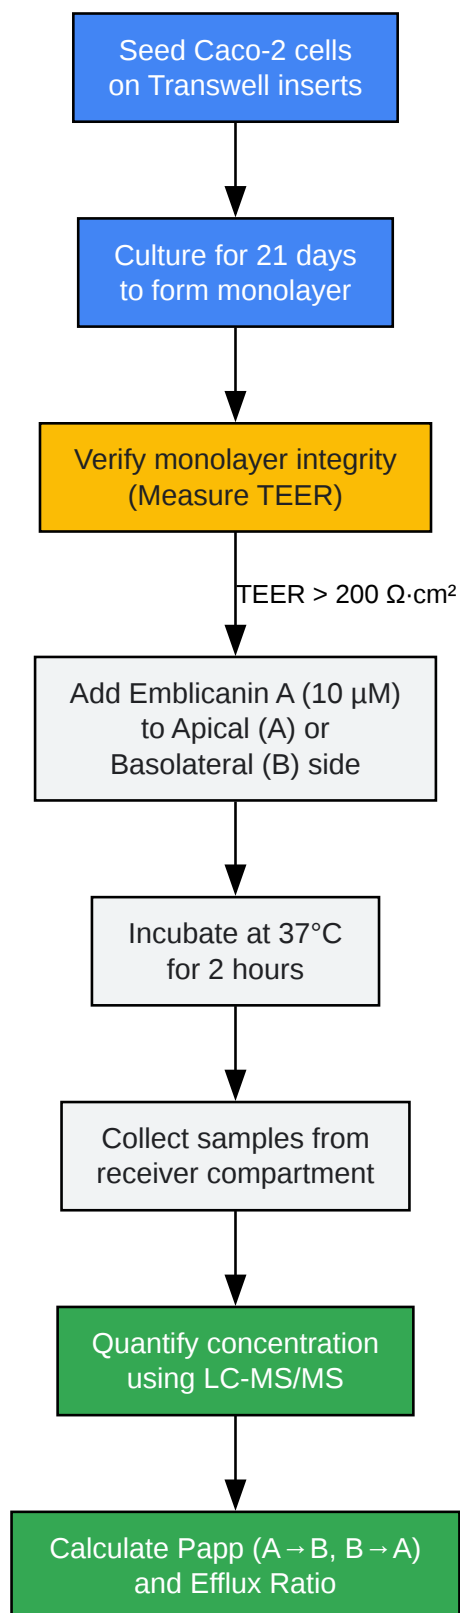 Seed Caco-2 cells
on Transwell inserts
Culture for 21 days
to form monolayer
Verify monolayer integrity
(Measure TEER)
TEER > 200 Ω·cm²
Add Emblicanin A (10 µM)
to Apical (A) or
Basolateral (B) side
Incubate at 37°C
for 2 hours
Collect samples from
receiver compartment
Quantify concentration
using LC-MS/MS
Calculate Papp (A→B, B→A)
and Efflux Ratio